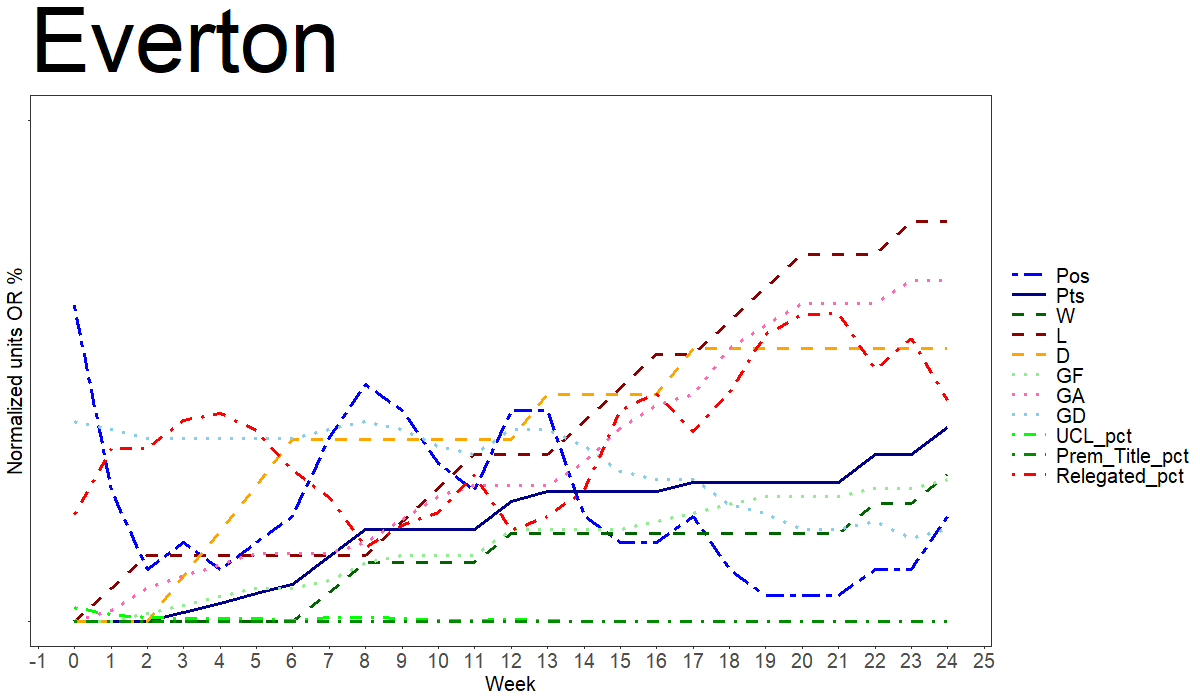 Everton
Normalized units OR %
Pos
Pts
W
L
D
GF
GA
GD
UCL_pct
Prem_Title_pct
Relegated_pct
-1 0 1 2 3 4 5 6 7 8 9 10 11 12 13 14 15 16 17 18 19 20 21 22 23 24 25
Week